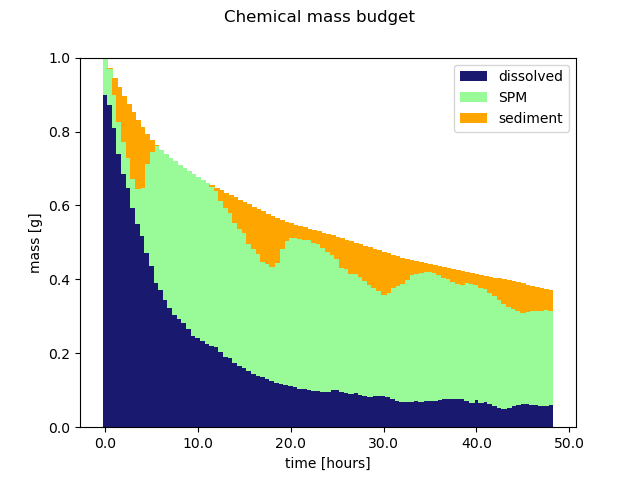 Chemical mass budget
1.0
0.8
0.6
0.4
0.2
0.0
mass [g]
dissolved
SPM
sediment
0.0 10.0 20.0 30.0 40.0 50.0
time [hours]